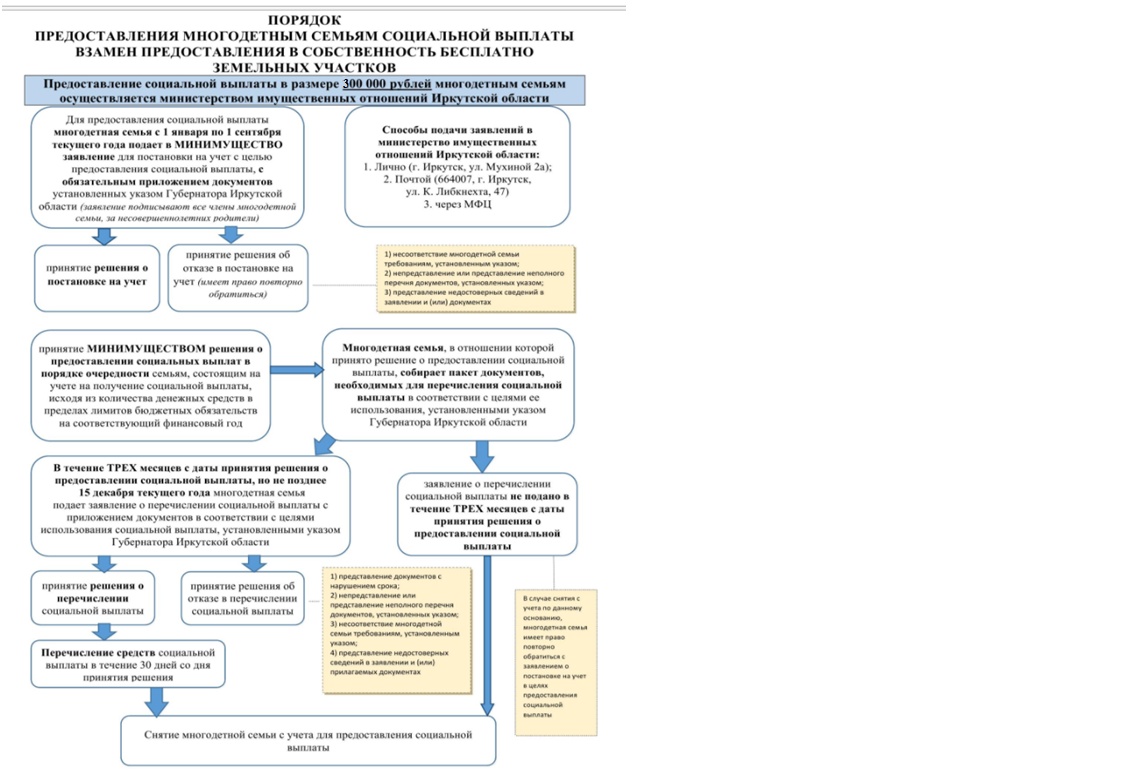 ПОРЯДОК
ПРЕДОСТАВЛЕНИЯ МНОГОДЕТНЫМ СЕМЬЯМ СОЦИАЛЬНОЙ ВЫПЛАТЫ
ВЗАМЕН ПРЕДОСТАВЛЕНИЯ В СОБСТВЕННОСТЬ БЕСПЛАТНО
ЗЕМЕЛЬНЫХ УЧАСТКОВ
Предоставление социальной выплаты в размере 300 000 рублей многодетным семьям
осуществляется министерством имущественных отношений Иркутской области
Для предоставления социальной выплаты
многодетная семья с 1 января по 1 сентября
текущего года подает в МИНИМУЩЕСТВО
заявление для постановки на учет с целью
предоставления социальной выплаты, с
обязательным приложением документов
установленных указом Губернатора Иркутской
области (заявление подписывают все члены многодетной
семьи, за несовершеннолетних родители)
Способы подачи заявлений в
министерство имущественных
отношений Иркутской области:
1. Лично (г. Иркутск, ул. Мухиной 2а);
2. Почтой (664007, г. Иркутск,
ул. К. Либкнехта, 47)
3. через МФЦ
принятие решения о
постановке на учет
принятие решения об
отказе в постановке на
учет (имеет право повторно
обратиться)
1) несоответствие многодетной семьи
требованиям, установленным указом;
2) непредставление или представление неполного
перечня документов, установленных указом;
3) представление недостоверных сведений в
заявлении и (или) документах
принятие МИНИМУЩЕСТВОМ решения о
предоставлении социальных выплат в
порядке очередности семьям, состоящим на
учете на получение социальной выплаты,
исходя из количества денежных средств в
пределах лимитов бюджетных обязательств
на соответствующий финансовый год
Многодетная семья, в отношении которой
принято решение о предоставлении социальной
выплаты, собирает пакет документов,
необходимых для перечисления социальной
выплаты в соответствии с целями ее
использования, установленными указом
Губернатора Иркутской области
В течение ТРЕХ месяцев с даты принятия решения о
предоставлении социальной выплаты, но не позднее
15 декабря текущего года многодетная семья
подает заявление о перечислении социальной выплаты с
приложением документов в соответствии с целями
использования социальной выплаты, установленными указом
Губернатора Иркутской области
заявление о перечислении
социальной выплаты не подано в
течение ТРЕХ месяцев с даты
принятия решения о
предоставлении социальной
выплаты
принятие решения о
перечислении
социальной выплаты
принятие решения об
отказе в перечислении
социальной выплаты
1) представление документов с
нарушением срока;
2) непредставление или
представление неполного перечня
документов, установленных указом;
3) несоответствие многодетной
семьи требованиям, установленным
указом;
4) представление недостоверных
сведений в заявлении и (или)
прилагаемых документах
В случае снятия с
учета по данному
основанию,
многодетная семья
имеет право
повторно
обратиться с
заявлением о
постановке на учет
в целях
предоставления
социальной
выплаты
Перечисление средств социальной
выплаты в течение 30 дней со дня
принятия решения
Снятие многодетной семьи с учета для предоставления социальной
выплаты